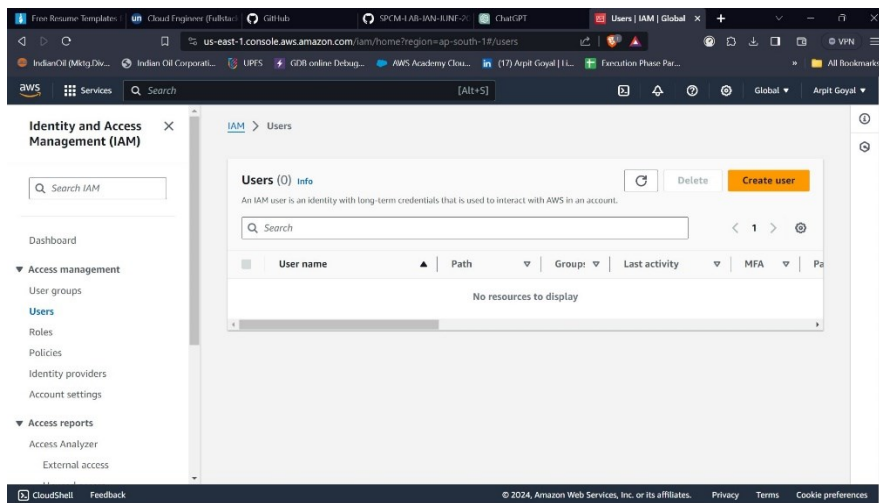 Free Resume Templates
un Cloud Engineer (Fullstac
GitHub
SPCM-LAB-JAN-JUNE-20
ChatGPT
Users | IAM | Global
us-east-1.console.aws.amazon.com/iam/home?region=ap-south-1#/users
VPN
IndianOil (Mktg.Div...
Indian Oil Corporati...
UPES
GDB online Debug...
AWS Academy Clou...
in (17) Arpit Goyal | Li...
Execution Phase Par...
All Bookmarks
aws
Services
Search
[Alt+S]
Global
Arpit Goyal
Identity and Access
Management (IAM)
Search IAM
Dashboard
Access management
User groups
Users
Roles
Policies
Identity providers
Account settings
Access reports
Access Analyzer
External access
IAM > Users
Users (0) Info
Delete
Create user
An IAM user is an identity with long-term credentials that is used to interact with AWS in an account.
Search
1
User name
Path
Group:
Last activity
MFA
Pa
No resources to display
CloudShell
Feedback
© 2024, Amazon Web Services, Inc. or its affiliates.
Privacy
Terms
Cookie preferences